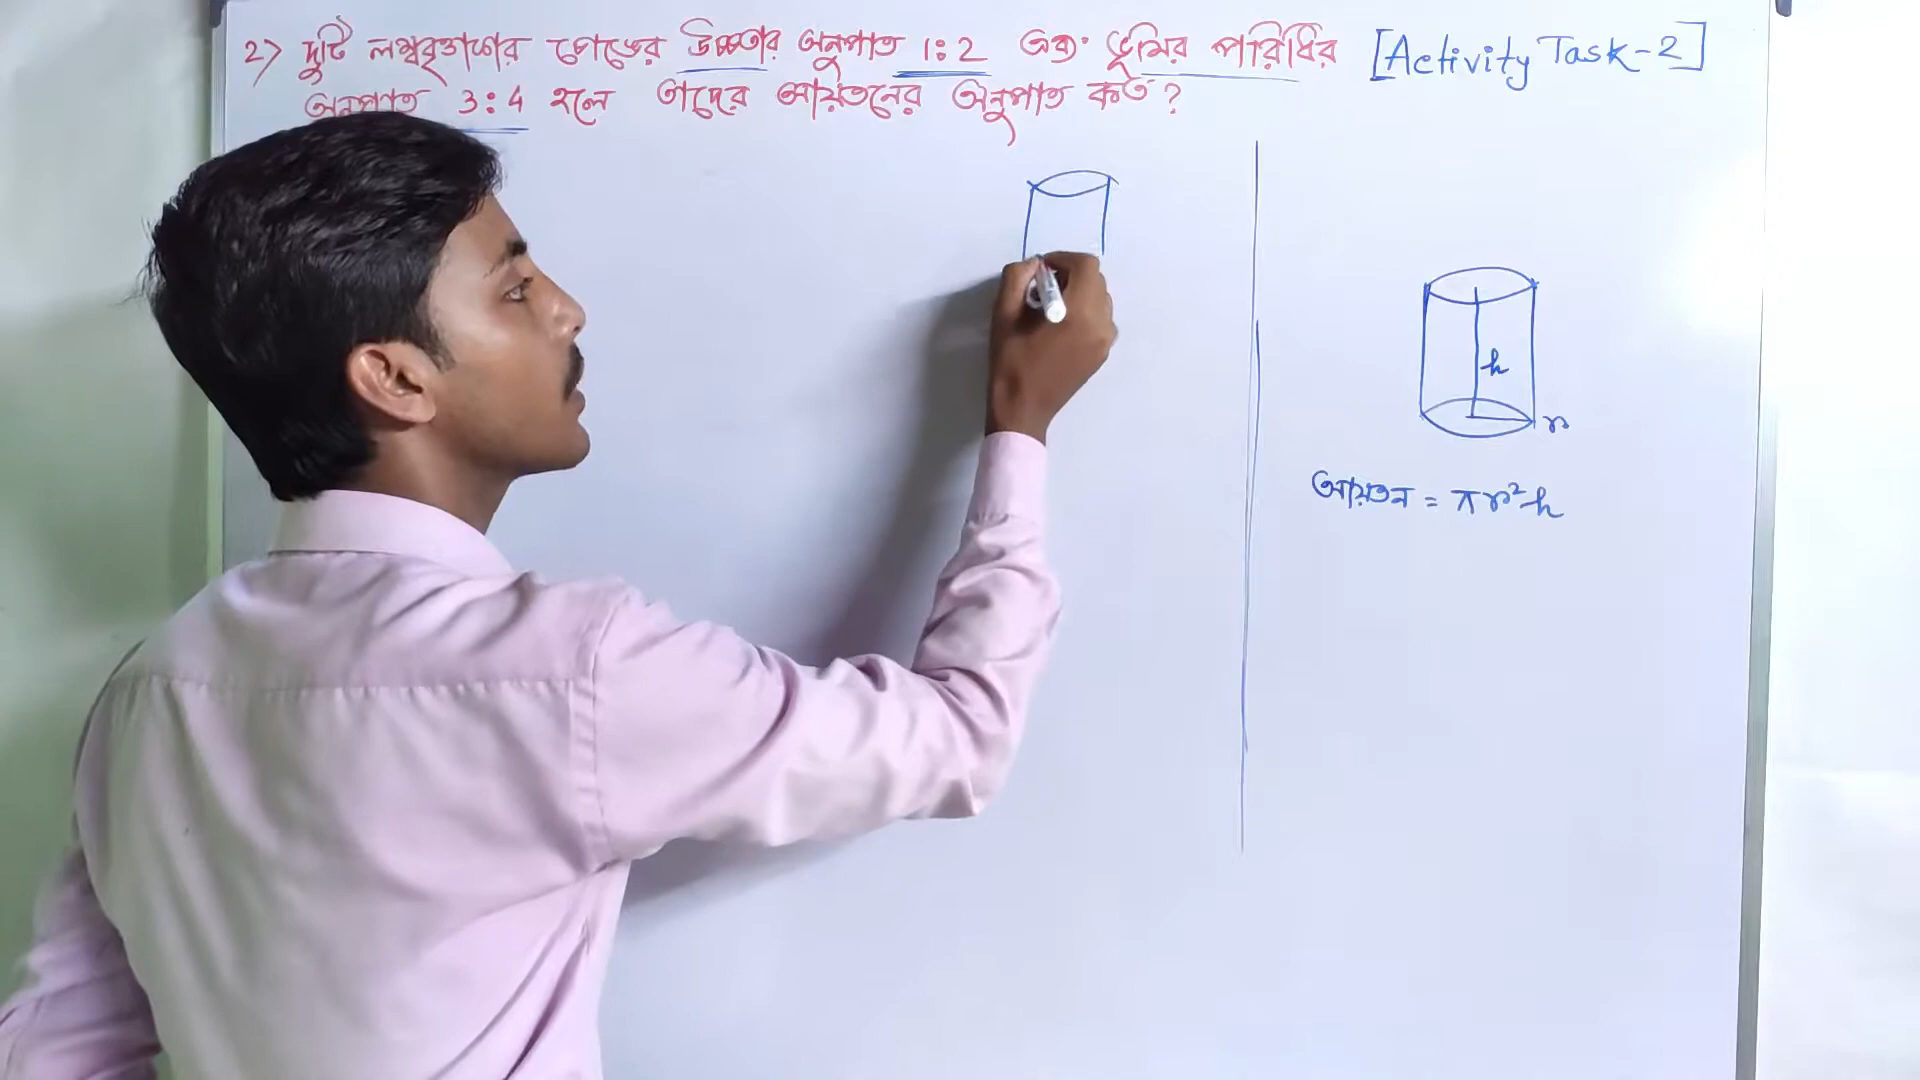 2) দুটি লম্ববৃত্তাকার চোঙের উচ্চতার অনুপাত 1:2 এবং ভূমির পরিধির [Activity Task-2]
অনুপাত 3:4 হলে তাদের আয়তনের অনুপাত কত?
h
r
আয়তন = πr²h